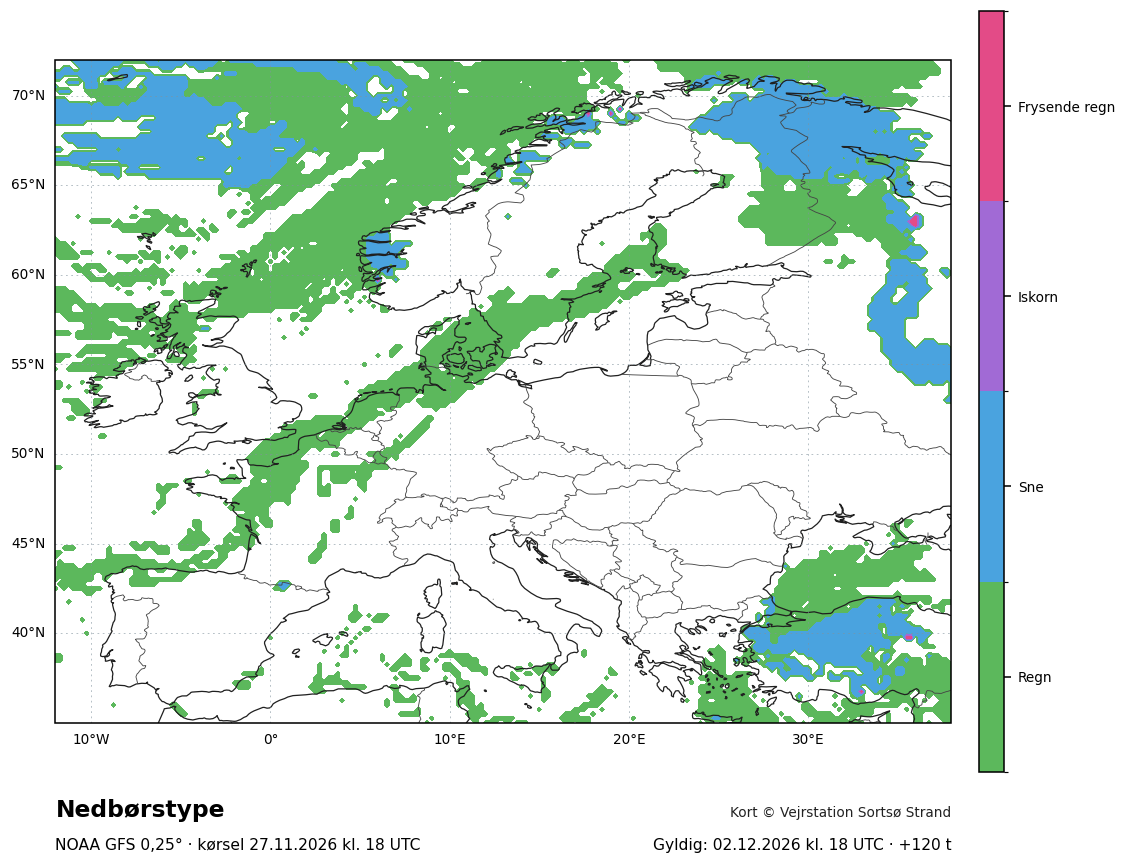 70°N
65°N
60°N
55°N
50°N
45°N
40°N
10°W
0°
10°E
20°E
30°E
Frysende regn
Iskorn
Sne
Regn
Nedbørstype
Kort © Vejrstation Sortsø Strand
NOAA GFS 0,25° · kørsel 27.11.2026 kl. 18 UTC
Gyldig: 02.12.2026 kl. 18 UTC · +120 t